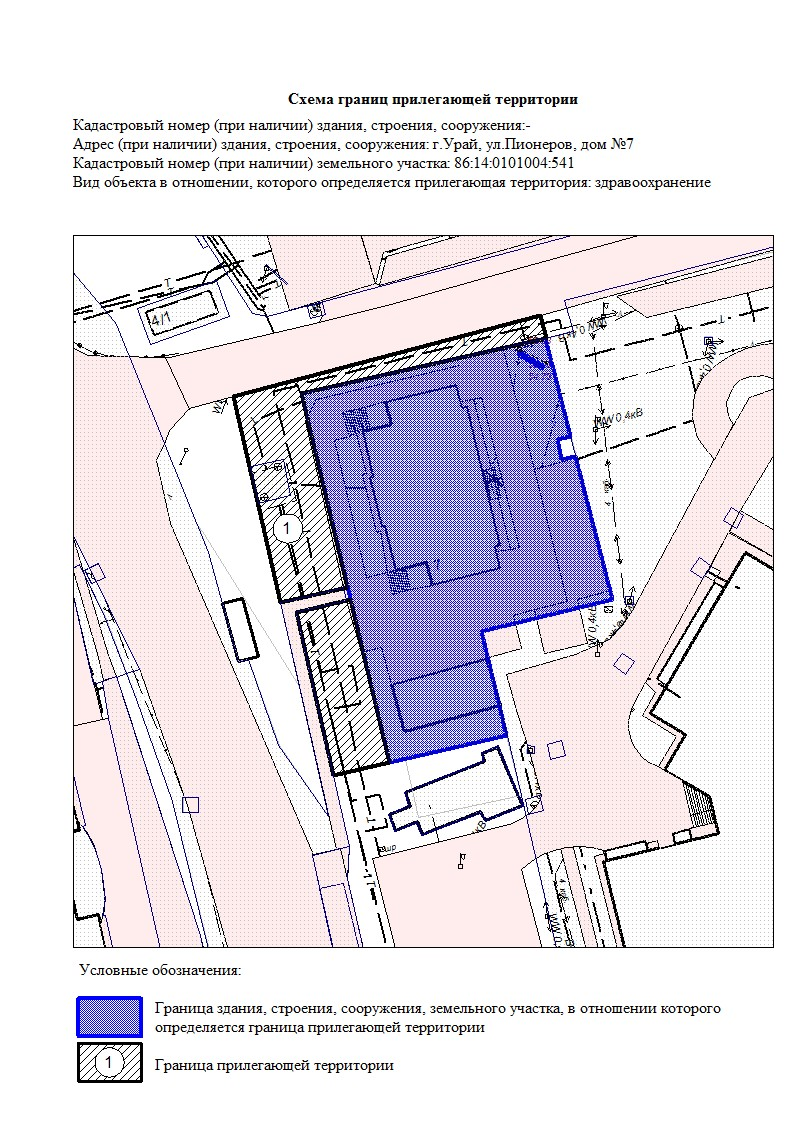 Схема границ прилегающей территории
Кадастровый номер (при наличии) здания, строения, сооружения:-
Адрес (при наличии) здания, строения, сооружения: г.Урай, ул.Пионеров, дом №7
Кадастровый номер (при наличии) земельного участка: 86:14:0101004:541
Вид объекта в отношении, которого определяется прилегающая территория: здравоохранение
4/1
W 0,4кВ
1
Условные обозначения:
Граница здания, строения, сооружения, земельного участка, в отношении которого
определяется граница прилегающей территории
1
Граница прилегающей территории